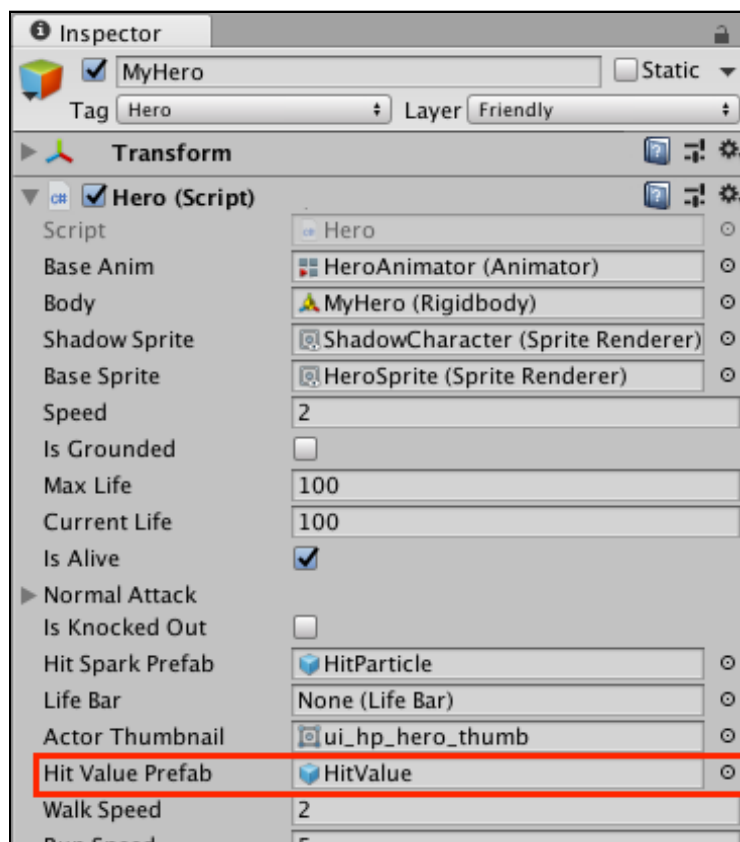 Inspector
MyHero Static
Tag Hero Layer Friendly
Transform
c# Hero (Script)
Script Hero
Base Anim HeroAnimator (Animator)
Body MyHero (Rigidbody)
Shadow Sprite ShadowCharacter (Sprite Renderer)
Base Sprite HeroSprite (Sprite Renderer)
Speed 2
Is Grounded
Max Life 100
Current Life 100
Is Alive
Normal Attack
Is Knocked Out
Hit Spark Prefab HitParticle
Life Bar None (Life Bar)
Actor Thumbnail ui_hp_hero_thumb
Hit Value Prefab HitValue
Walk Speed 2